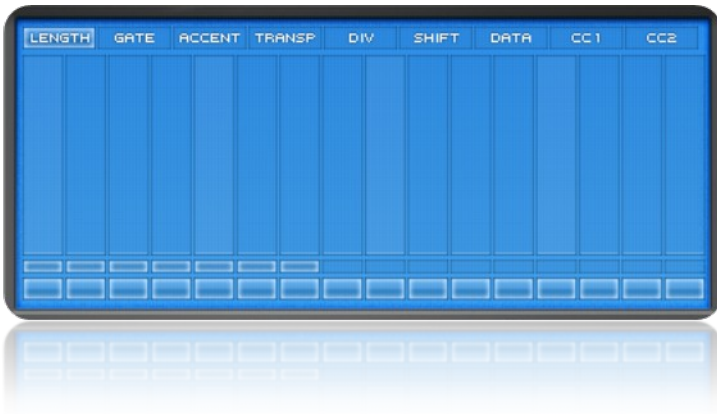 LENGTH GATE ACCENT TRANSP DIV SHIFT DATA CC1 CC2